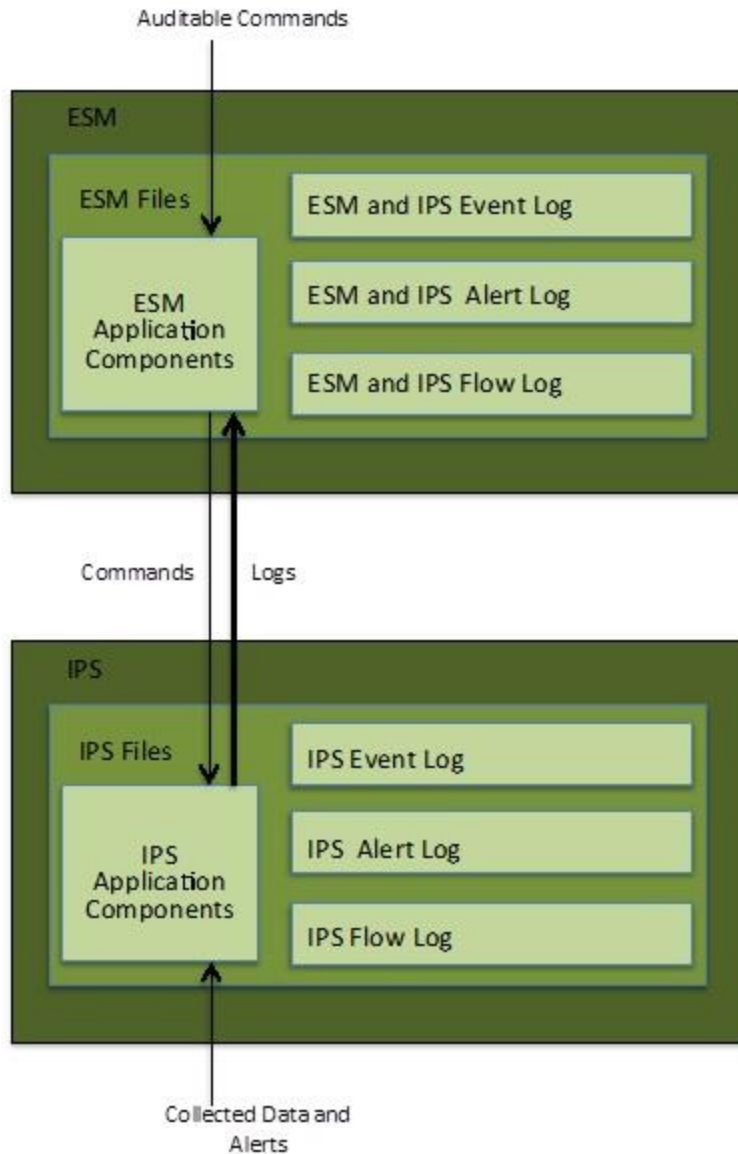 Auditable Commands
ESM
ESM Files
ESM and IPS Event Log
ESM
Application
Components
ESM and IPS Alert Log
ESM and IPS Flow Log
Commands
Logs
IPS
IPS Files
IPS Event Log
IPS
Application
Components
IPS Alert Log
IPS Flow Log
Collected Data and
Alerts